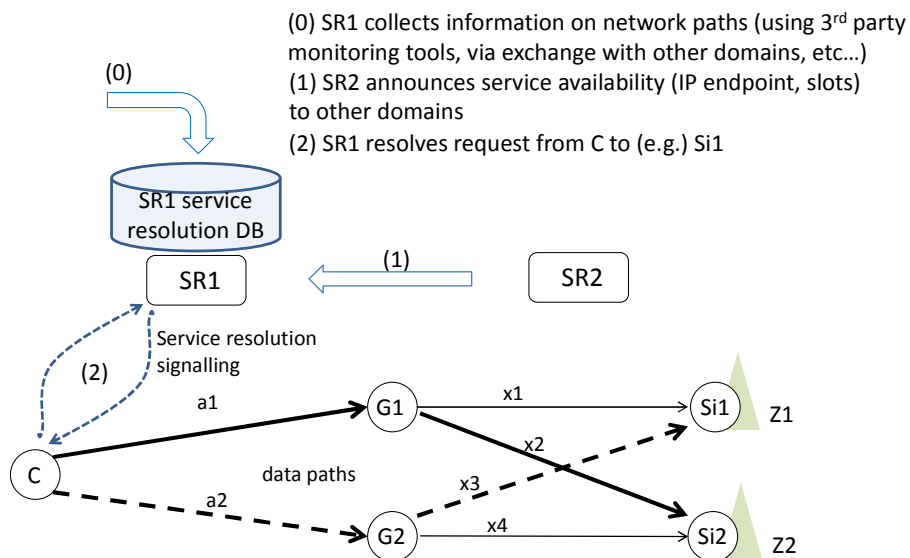 (0) SR1 collects information on network paths (using 3rd party
monitoring tools, via exchange with other domains, etc…)
(1) SR2 announces service availability (IP endpoint, slots)
to other domains
(2) SR1 resolves request from C to (e.g.) Si1
(0)
SR1 service
resolution DB
SR1
(1)
SR2
Service resolution
signalling
(2)
a1
G1
x1
Si1
Z1
x2
C
data paths
x3
a2
G2
x4
Si2
Z2